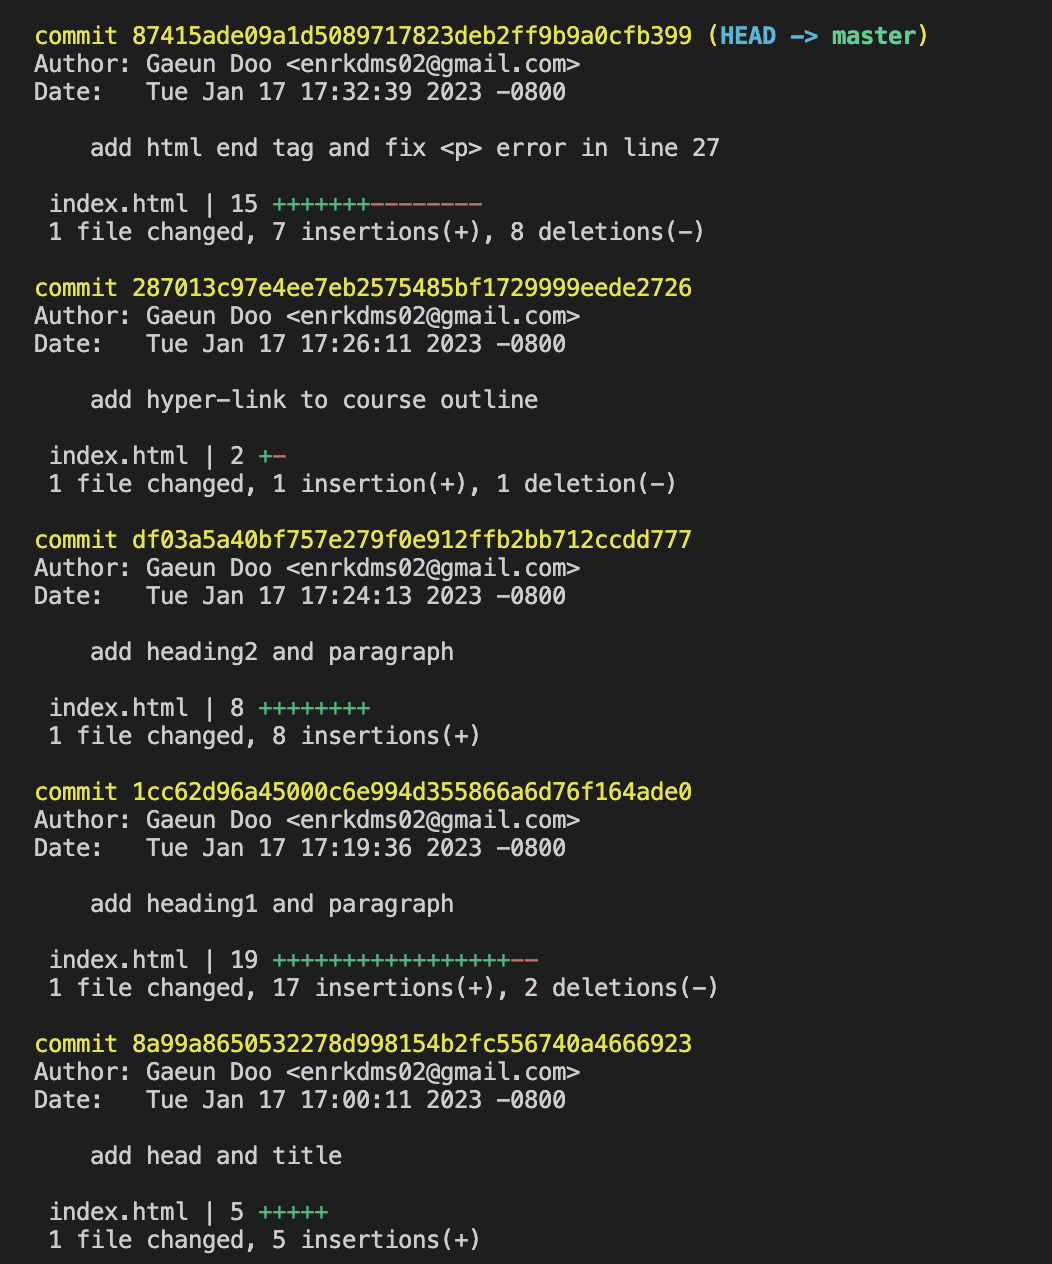 commit 87415ade09a1d5089717823deb2ff9b9a0cfb399 (HEAD -> master)
Author: Gaeun Doo <enrkdms02@gmail.com>
Date:   Tue Jan 17 17:32:39 2023 -0800
    add html end tag and fix <p> error in line 27
 index.html | 15 +++++++--------
 1 file changed, 7 insertions(+), 8 deletions(-)
commit 287013c97e4ee7eb2575485bf1729999eede2726
Author: Gaeun Doo <enrkdms02@gmail.com>
Date:   Tue Jan 17 17:26:11 2023 -0800
    add hyper-link to course outline
 index.html | 2 +-
 1 file changed, 1 insertion(+), 1 deletion(-)
commit df03a5a40bf757e279f0e912ffb2bb712ccdd777
Author: Gaeun Doo <enrkdms02@gmail.com>
Date:   Tue Jan 17 17:24:13 2023 -0800
    add heading2 and paragraph
 index.html | 8 ++++++++
 1 file changed, 8 insertions(+)
commit 1cc62d96a45000c6e994d355866a6d76f164ade0
Author: Gaeun Doo <enrkdms02@gmail.com>
Date:   Tue Jan 17 17:19:36 2023 -0800
    add heading1 and paragraph
 index.html | 19 +++++++++++++++++--
 1 file changed, 17 insertions(+), 2 deletions(-)
commit 8a99a8650532278d998154b2fc556740a4666923
Author: Gaeun Doo <enrkdms02@gmail.com>
Date:   Tue Jan 17 17:00:11 2023 -0800
    add head and title
 index.html | 5 +++++
 1 file changed, 5 insertions(+)